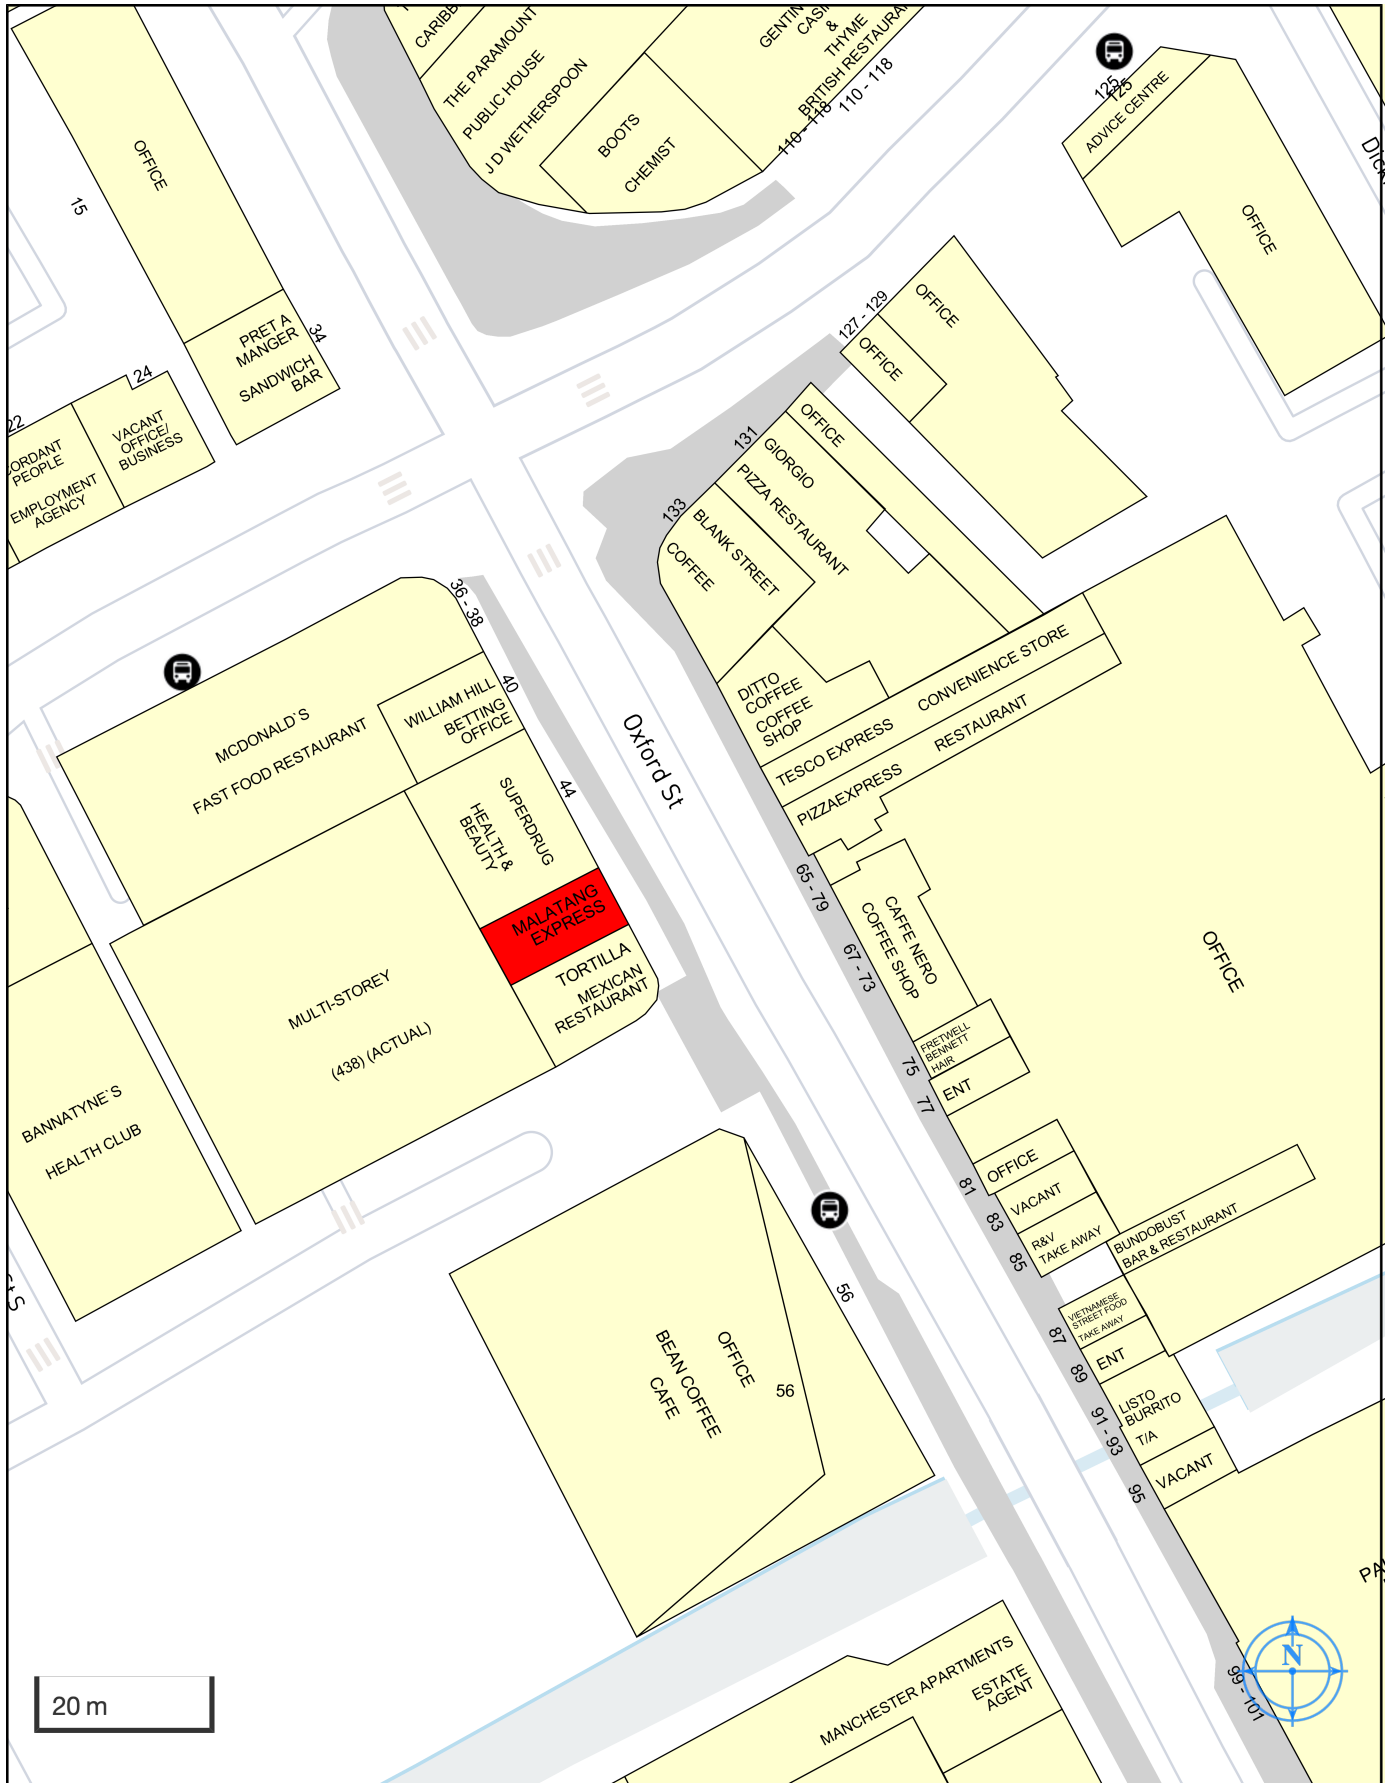 CARIBB
THE PARAMOUNT
PUBLIC HOUSE
J D WETHERSPOON
BOOTS
CHEMIST
GENTIN
CASI
&
THYME
BRITISH RESTAURA
110 - 118
110 - 118
125
125
ADVICE CENTRE
OFFICE
OFFICE
15
PRET A
MANGER
SANDWICH
BAR
34
24
22
VACANT
OFFICE/
BUSINESS
CORDANT
PEOPLE
EMPLOYMENT
AGENCY
127 - 129
OFFICE
OFFICE
131
OFFICE
GIORGIO
PIZZA RESTAURANT
133
BLANK STREET
COFFEE
36 - 38
MCDONALD`S
FAST FOOD RESTAURANT
40
WILLIAM HILL
BETTING
OFFICE
44
SUPERDRUG
HEALTH &
BEAUTY
Oxford St
DITTO
COFFEE
COFFEE
SHOP
TESCO EXPRESS
CONVENIENCE STORE
PIZZAEXPRESS
RESTAURANT
65 - 79
MALATANG
EXPRESS
TORTILLA
MEXICAN
RESTAURANT
MULTI-STOREY
(438) (ACTUAL)
CAFFE NERO
COFFEE SHOP
67 - 73
OFFICE
FRETWELL
BENNETT
HAIR
75
ENT
77
BANNATYNE`S
HEALTH CLUB
OFFICE
81
VACANT
83
R&V
TAKE AWAY
85
BUNDOBUST
BAR & RESTAURANT
56
VIETNAMESE
STREET FOOD
TAKE AWAY
87
ENT
89
OFFICE
BEAN COFFEE
CAFE
56
LISTO
BURRITO
T/A
91 - 93
VACANT
95
t S
PA
MANCHESTER APARTMENTS
ESTATE
AGENT
99 - 101
N
20 m